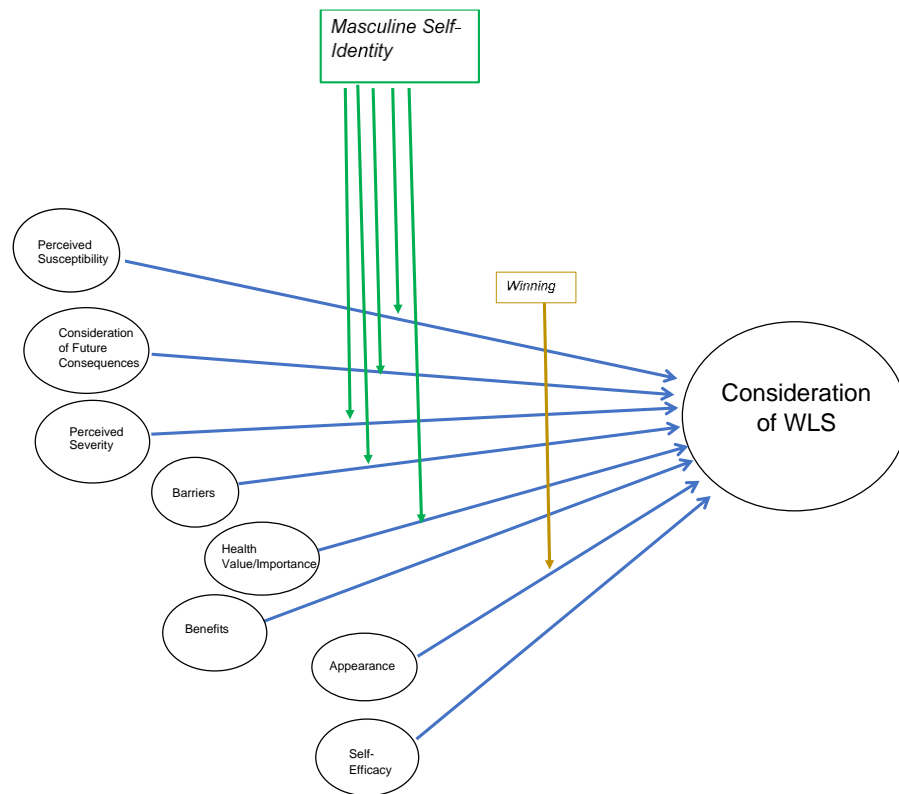 Masculine Self-
Identity
Perceived
Susceptibility
Winning
Consideration
of Future
Consequences
Consideration
of WLS
Perceived
Severity
Barriers
Health
Value/Importance
Benefits
Appearance
Self-
Efficacy